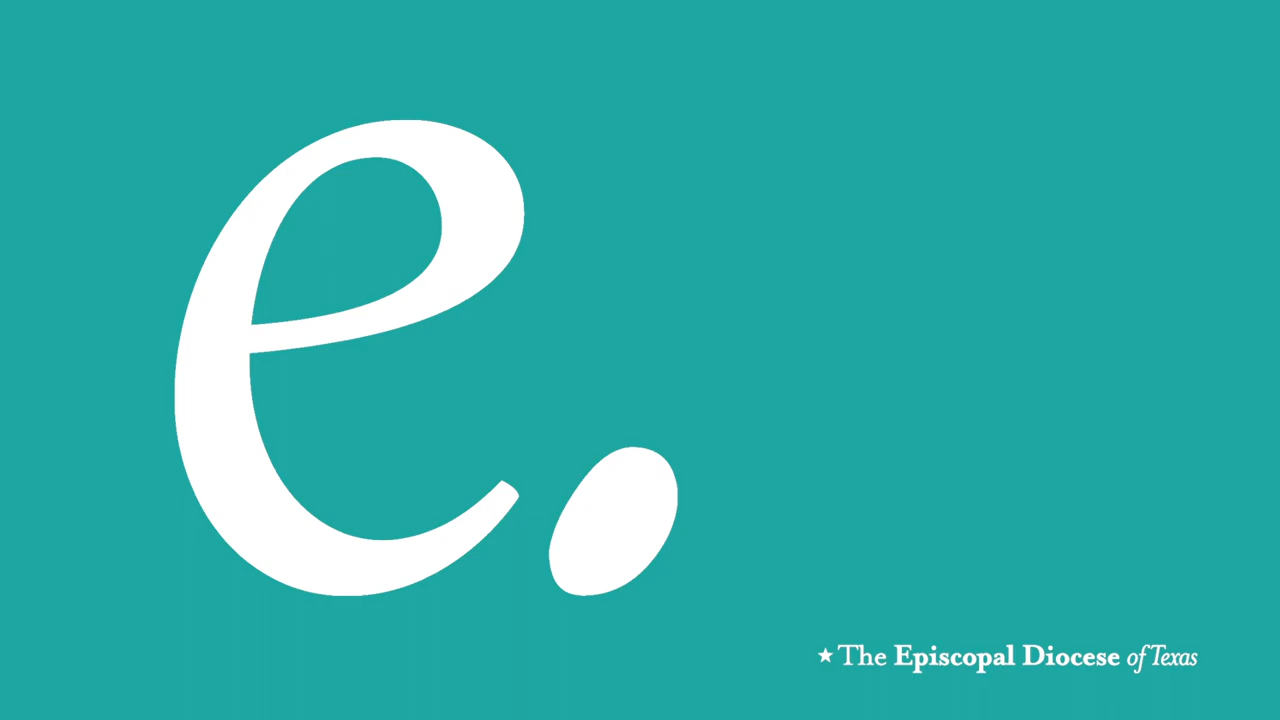 e.
★The Episcopal Diocese of Texas